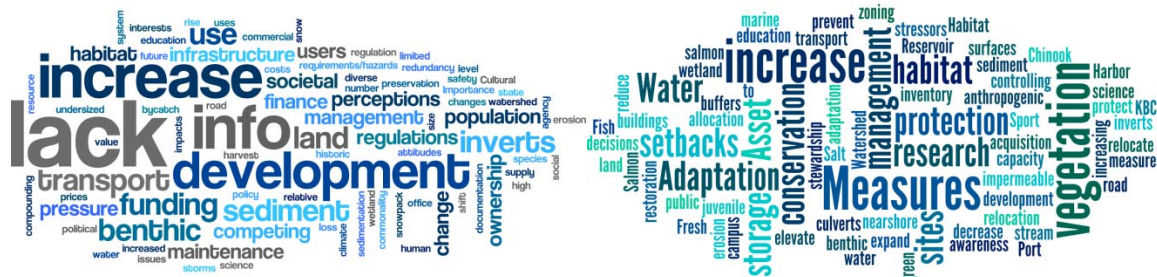 system
interests
rise
uses
education
use
commercial
snow
habitat
future
infrastructure
users
regulation
limited
costs
requirements/hazards
redundancy
level
increase
societal
diverse
number
preservation
safety
Cultural
resource
finance
perceptions
Importance
state
undersized
bycatch
road
management
changes
watershed
agency
lack
info
land
population
erosion
value
impacts
size
regulations
inverts
harvest
historic
attitudes
species
transport
development
supply
social
high
compounding
prices
policy
relative
ownership
pressure
funding
sediment
wetland
snowpack
office
shift
documentation
political
benthic
competing
loss
climate
sedimentation
commonality
change
water
increased
maintenance
human
issues
science
storms
marine
prevent
zoning
education
transport
stressors
Habitat
salmon
wetland
increase
management
habitat
Reservoir
surfaces
sediment
Chinook
Water
controlling
Harbor
reduce
buffers
to
inventory
anthropogenic
science
Fish
buildings
allocation
conservation
adaptation
protection
Sport
protect
KBC
decisions
setbacks
Asset
stewardship
Salt
Watershed
acquisition
inverts
land
research
capacity
increasing
relocate
Salmon
restoration
Adaptation
Measures
impermeable
measure
public
juvenile
storage
development
road
vegetation
Fresh
culverts
nearshore
sites
relocation
erosion
campus
elevate
benthic
expand
decrease
stream
water
awareness
Port
reen